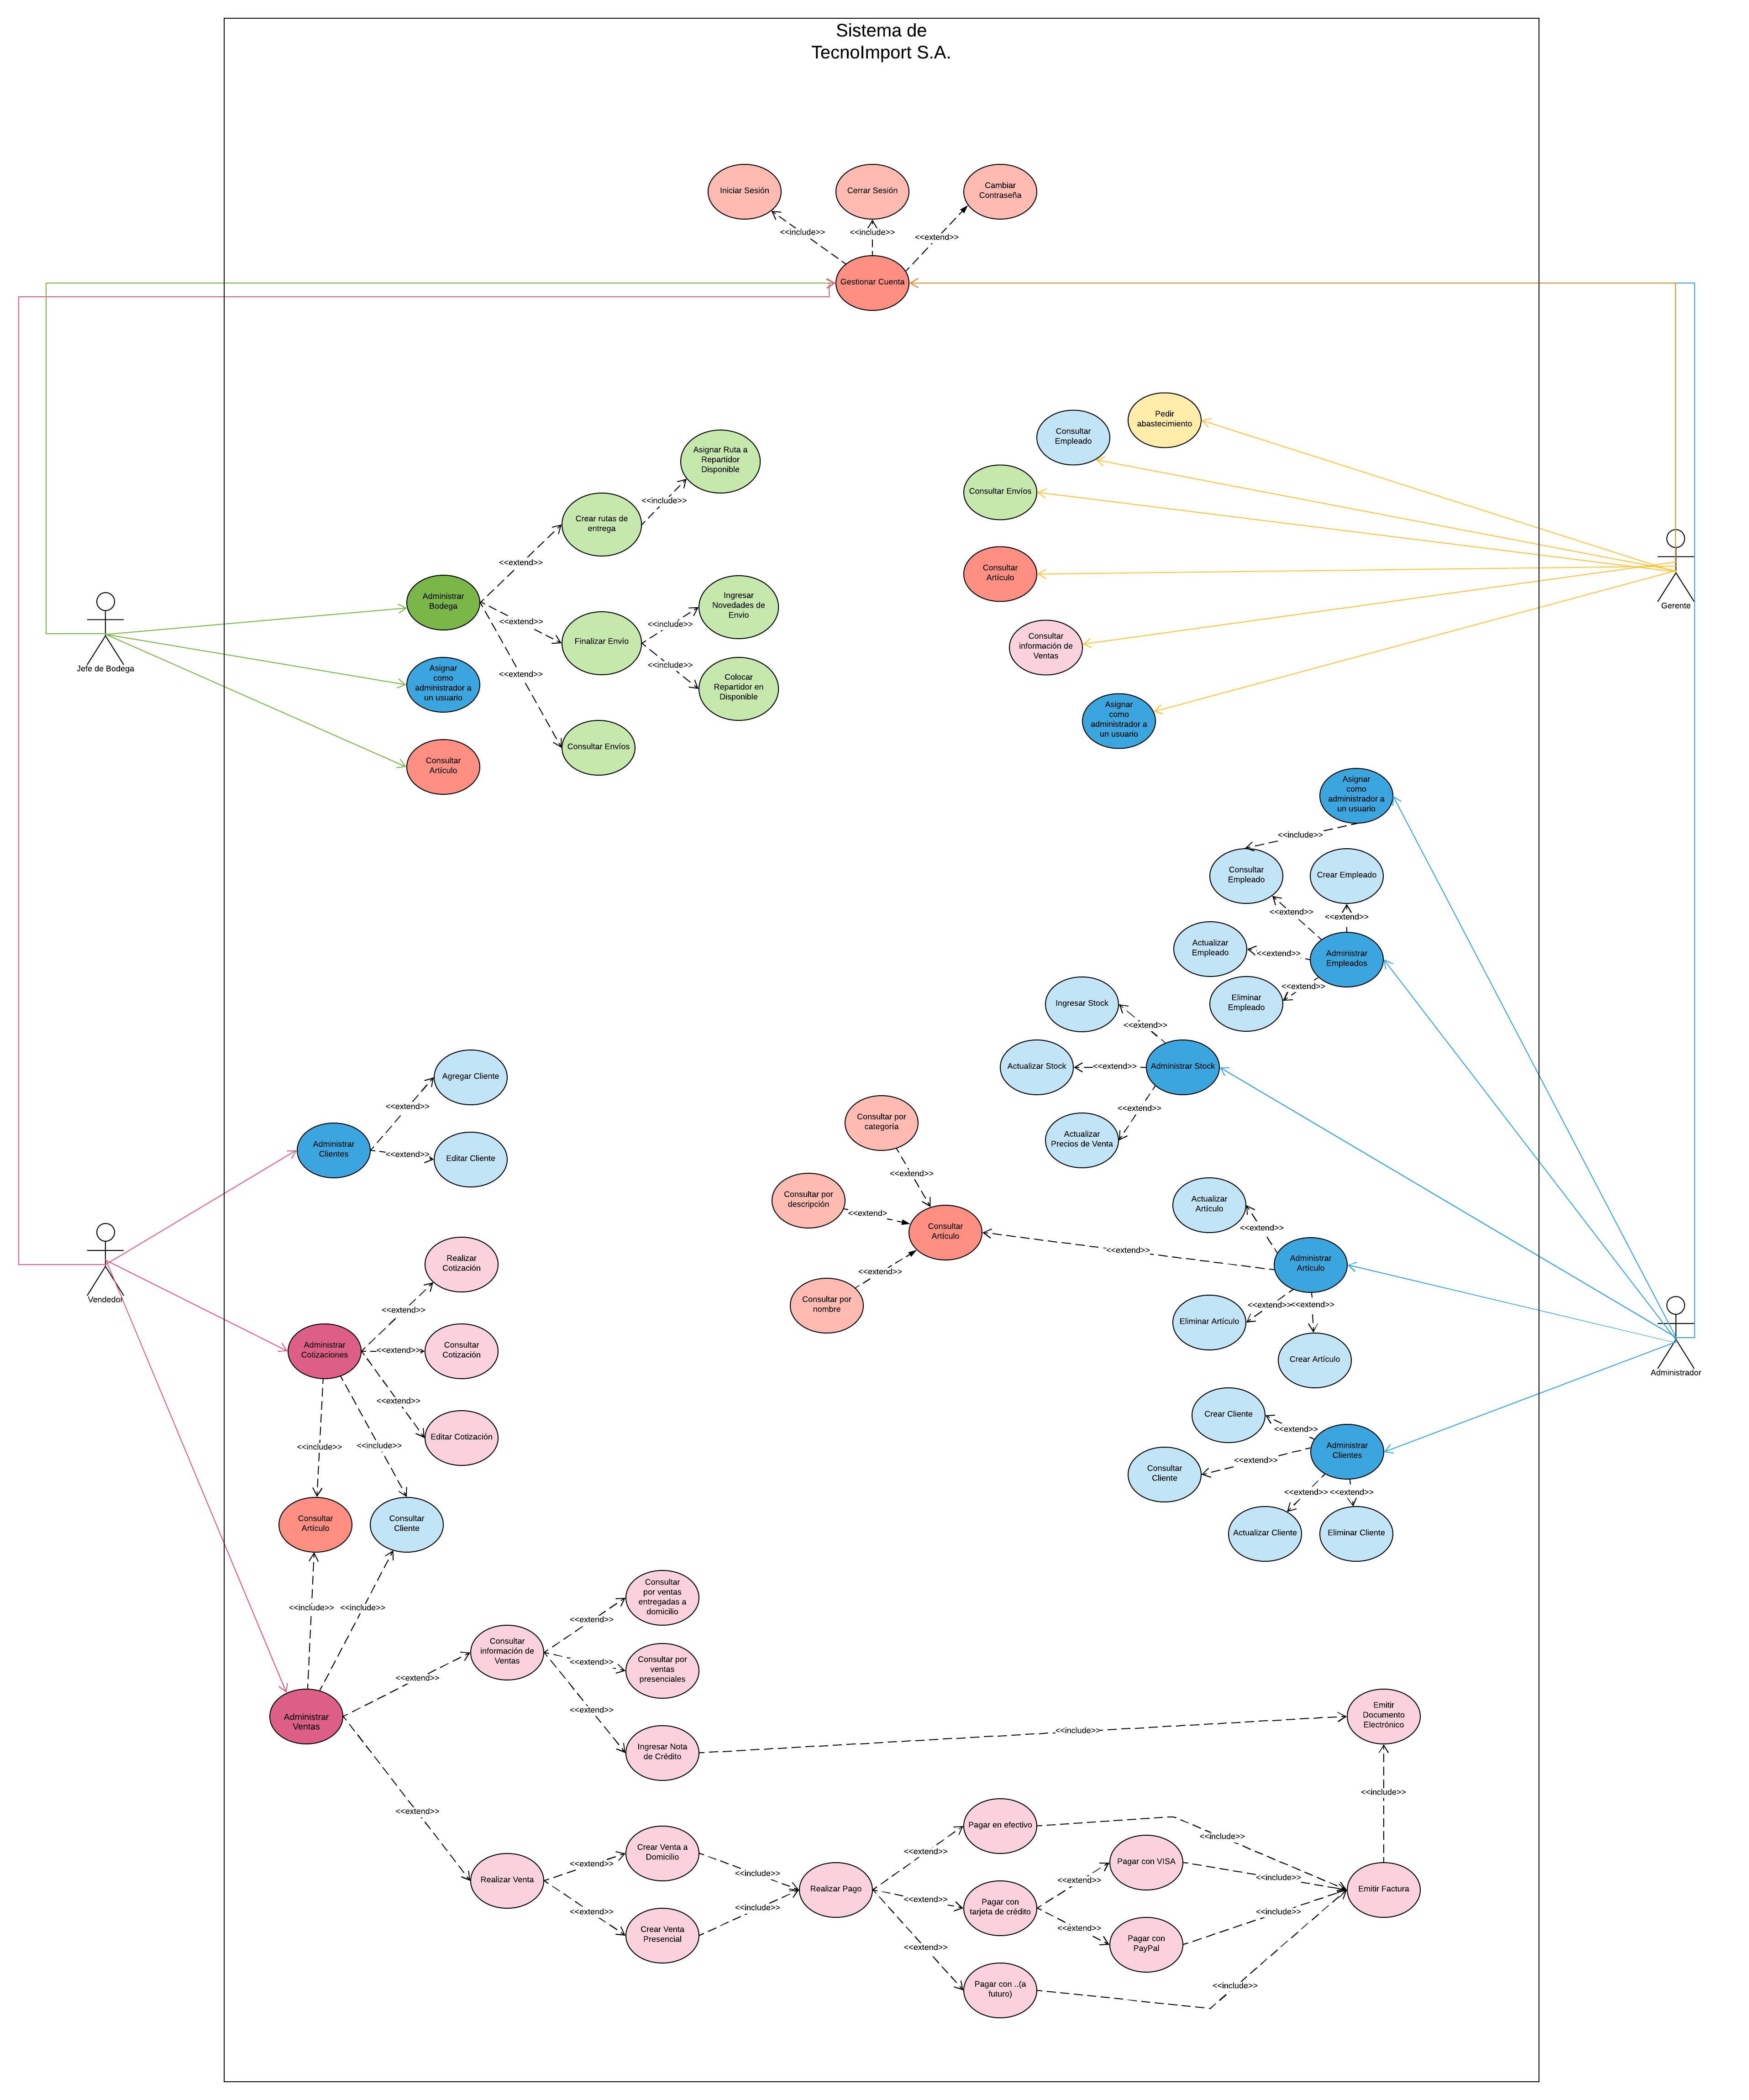 Sistema de
TecnoImport S.A.
Iniciar Sesión
Cerrar Sesión
Cambiar
Contraseña
<<include>>
<<include>>
<<extend>>
Gestionar Cuenta
Pedir
abastecimiento
Consultar
Empleado
Consultar Envíos
Consultar
Artículo
Consultar
información de
Ventas
Asignar
como
administrador a
un usuario
Gerente
Asignar Ruta a
Repartidor
Disponible
<<include>>
Crear rutas de
entrega
<<extend>>
Administrar
Bodega
<<extend>>
Finalizar Envío
<<include>>
Ingresar
Novedades de
Envio
<<include>>
Colocar
Repartidor en
Disponible
<<extend>>
Consultar Envíos
Jefe de Bodega
Asignar
como
administrador a
un usuario
Consultar
Artículo
Asignar
como
administrador a
un usuario
<<include>>
Consultar
Empleado
Crear Empleado
<<extend>>
<<extend>>
Actualizar
Empleado
<<extend>>
Administrar
Empleados
<<extend>>
Eliminar
Empleado
Ingresar Stock
<<extend>>
Actualizar Stock
<<extend>>
Administrar Stock
<<extend>>
Actualizar
Precios de Venta
Agregar Cliente
<<extend>>
Administrar
Clientes
<<extend>>
Editar Cliente
Consultar por
categoria
<<extend>>
Consultar por
descripción
<<extend>
Consultar
Artículo
<<extend>>
Consultar por
nombre
<<extend>>
Actualizar
Artículo
<<extend>>
Administrar
Artículo
<<extend>>
<<extend>>
Eliminar Artículo
Crear Artículo
Administrador
Vendedor
Realizar
Cotización
<<extend>>
Administrar
Cotizaciones
<<extend>>
Consultar
Cotización
<<extend>>
Editar Cotización
<<include>>
<<include>>
Consultar
Artículo
Consultar
Cliente
<<include>>
<<include>>
Crear Cliente
<<extend>>
Administrar
Clientes
<<extend>>
Consultar
Cliente
<<extend>>
<<extend>>
Actualizar Cliente
Eliminar Cliente
Consultar
por ventas
entregadas a
domicilio
<<extend>>
Consultar
información de
Ventas
<<extend>>
Consultar por
ventas
presenciales
<<extend>>
<<extend>>
Administrar
Ventas
Ingresar Nota
de Crédito
<<include>>
Emitir
Documento
Electrónico
<<include>>
<<extend>>
Realizar Venta
<<extend>>
Crear Venta a
Domicilio
<<extend>>
Crear Venta
Presencial
<<include>>
<<include>>
Realizar Pago
<<extend>>
Pagar en efectivo
<<include>>
<<extend>>
Pagar con
tarjeta de crédito
<<extend>>
Pagar con VISA
<<include>>
<<extend>>
Pagar con
PayPal
<<include>>
Emitir Factura
<<extend>>
Pagar con ..(a
futuro)
<<include>>